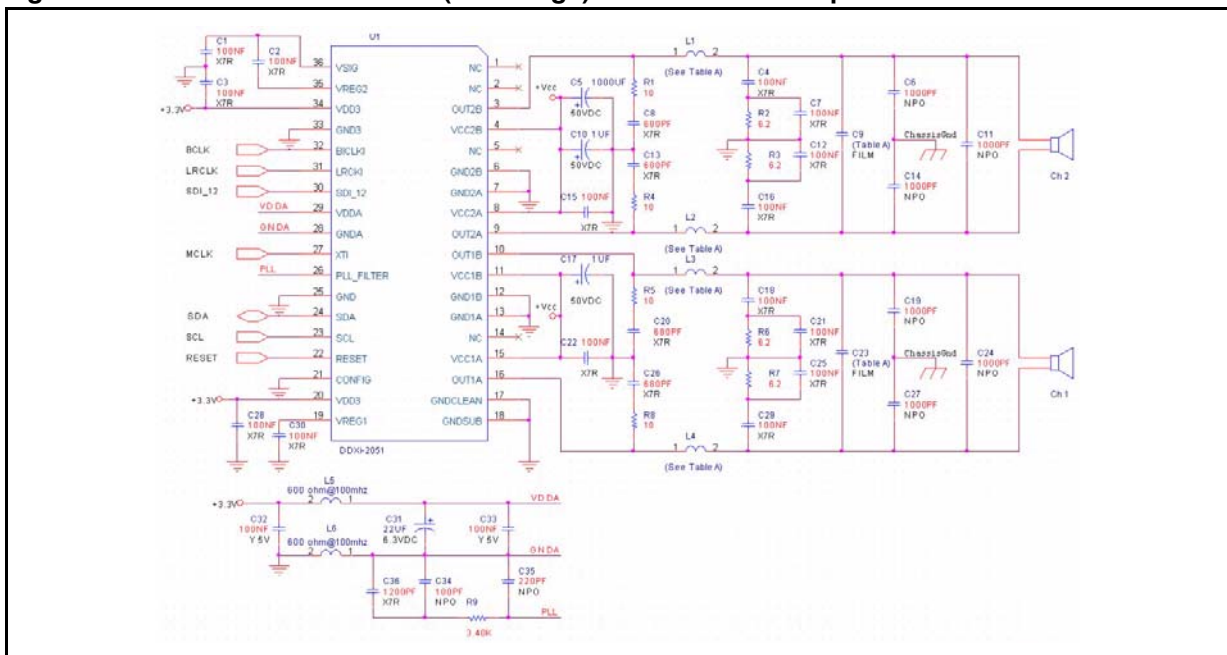 U1
C1
100NF
X7R
C2
100NF
X7R
C3
100NF
X7R
+3.3V
BCLK
LRCLK
SDI_12
VDDA
GNDA
MCLK
PLL
SDA
SCL
RESET
+3.3V
C28
100NF
X7R
C30
100NF
X7R
36 VSIG
35 VREG2
34 VDD3
33 GND3
32 BICLKI
31 LRCKI
30 SDI_12
29 VDDA
28 GNDA
27 XTI
26 PLL_FILTER
25 GND
24 SDA
23 SCL
22 RESET
21 CONFIG
20 VDD3
19 VREG1
NC 1
NC 2
OUT2B 3
VCC2B 4
NC 5
GND2B 6
GND2A 7
VCC2A 8
OUT2A 9
OUT1B 10
VCC1B 11
GND1B 12
GND1A 13
NC 14
VCC1A 15
OUT1A 16
GNDCLEAN 17
GNDSUB 18
+Vcc
C5 1000UF
50VDC
C10 1UF
50VDC
C15 100NF
X7R
R1
10
C8
680PF
X7R
C13
680PF
X7R
R4
10
L1
1 2
(See Table A)
L2
1 2
(See Table A)
C4
100NF
X7R
R2
6.2
R3
6.2
C16
100NF
X7R
C7
100NF
X7R
C12
100NF
X7R
C9
(Table A)
FILM
C6
1000PF
NPO
ChassisGnd
C14
1000PF
NPO
C11
1000PF
NPO
Ch 2
C17 1UF
50VDC
+Vcc
C22 100NF
X7R
R5
10
C20
680PF
X7R
C26
680PF
X7R
R8
10
L3
1 2
(See Table A)
L4
1 2
(See Table A)
C18
100NF
X7R
R6
6.2
R7
6.2
C29
100NF
X7R
C21
100NF
X7R
C25
100NF
X7R
C23
(Table A)
FILM
C19
1000PF
NPO
ChassisGnd
C27
1000PF
NPO
C24
1000PF
NPO
Ch 1
L5
600 ohm@100mhz
2 1
+3.3V
VDDA
C32
100NF
Y5V
C31
22UF
6.3VDC
C33
100NF
Y5V
L6
600 ohm@100mhz
2 1
GNDA
C36
1200PF
X7R
C34
100PF
NPO
C35
220PF
NPO
R9
3.40K
PLL